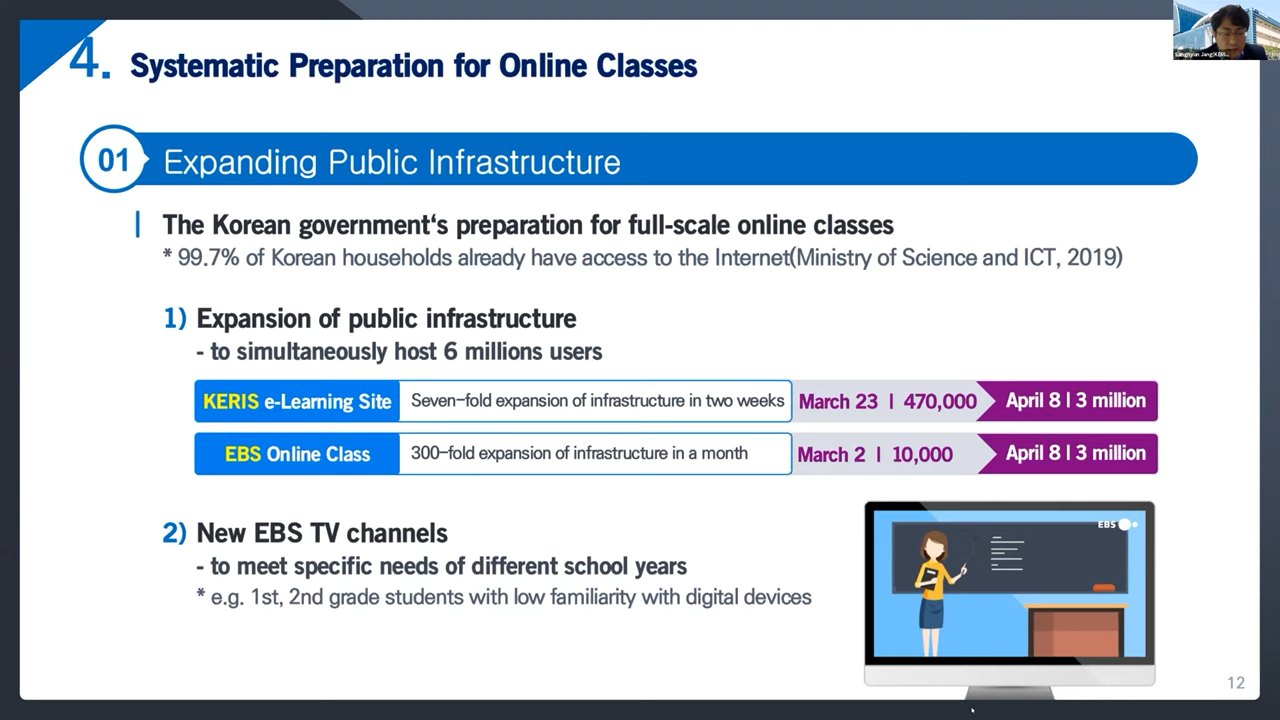 4. Systematic Preparation for Online Classes
Sanghyun Jang(KERI...
01 Expanding Public Infrastructure
The Korean government‘s preparation for full-scale online classes
* 99.7% of Korean households already have access to the Internet(Ministry of Science and ICT, 2019)
1) Expansion of public infrastructure
- to simultaneously host 6 millions users
KERIS e-Learning Site Seven-fold expansion of infrastructure in two weeks March 23 | 470,000 April 8 | 3 million
EBS Online Class 300-fold expansion of infrastructure in a month March 2 | 10,000 April 8 | 3 million
2) New EBS TV channels
- to meet specific needs of different school years
* e.g. 1st, 2nd grade students with low familiarity with digital devices
EBS
12